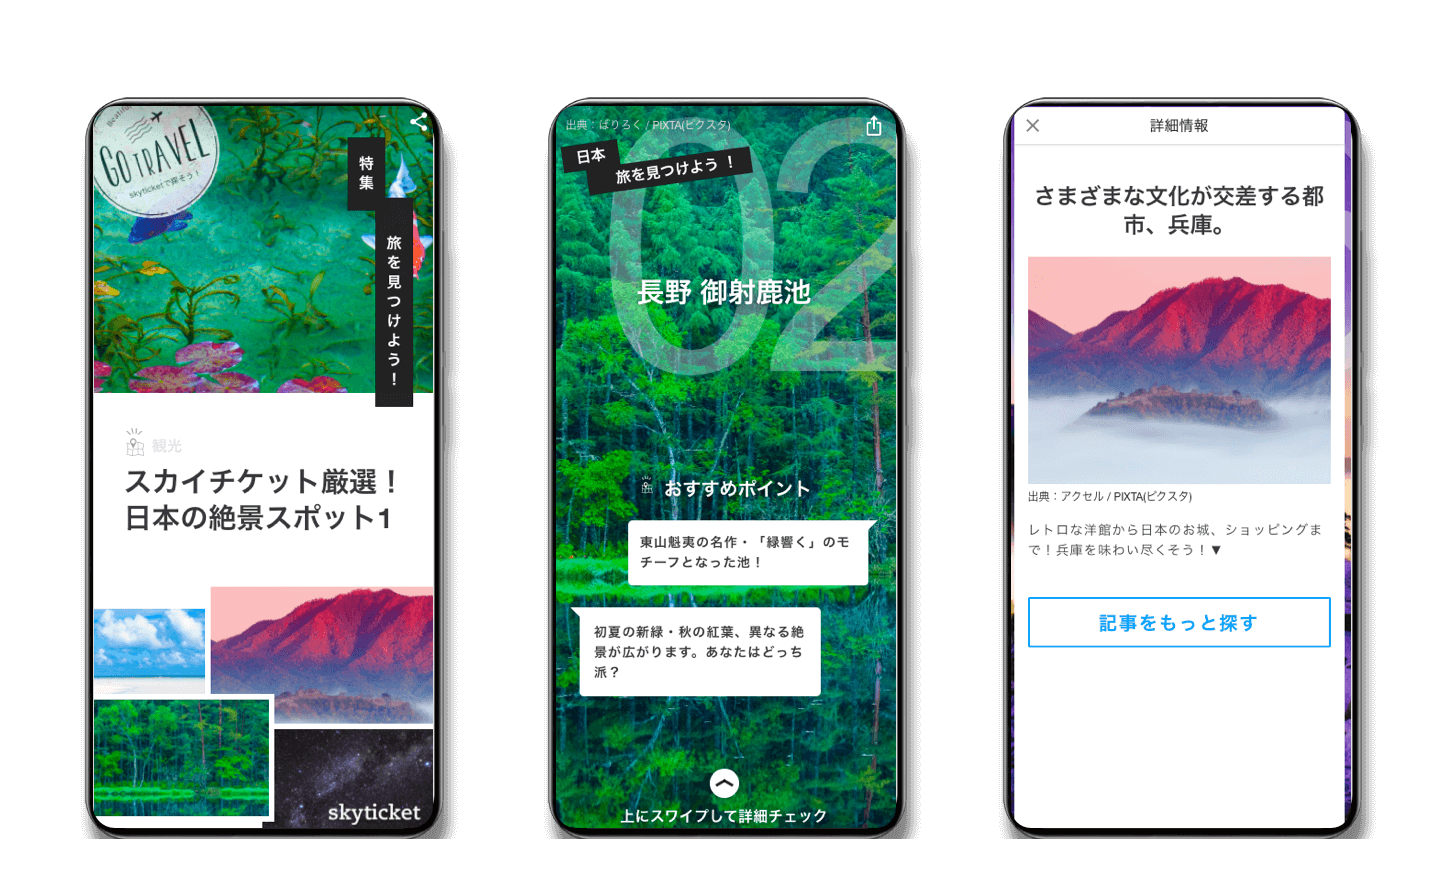 Beautiful
GO TRAVEL
skyticketで探そう！
特集
旅を見つけよう！
観光
スカイチケット厳選！
日本の絶景スポット1
skyticket
出典：ばりろく / PIXTA(ピクスタ)
日本
旅を見つけよう ！
02
長野 御射鹿池
おすすめポイント
東山魁夷の名作・「緑響く」のモ
チーフとなった池！
初夏の新緑・秋の紅葉、異なる絶
景が広がります。あなたはどっち
派？
上にスワイプして詳細チェック
詳細情報
さまざまな文化が交差する都
市、兵庫。
出典：アクセル / PIXTA(ピクスタ)
レトロな洋館から日本のお城、ショッピングま
で！兵庫を味わい尽くそう！▼
記事をもっと探す